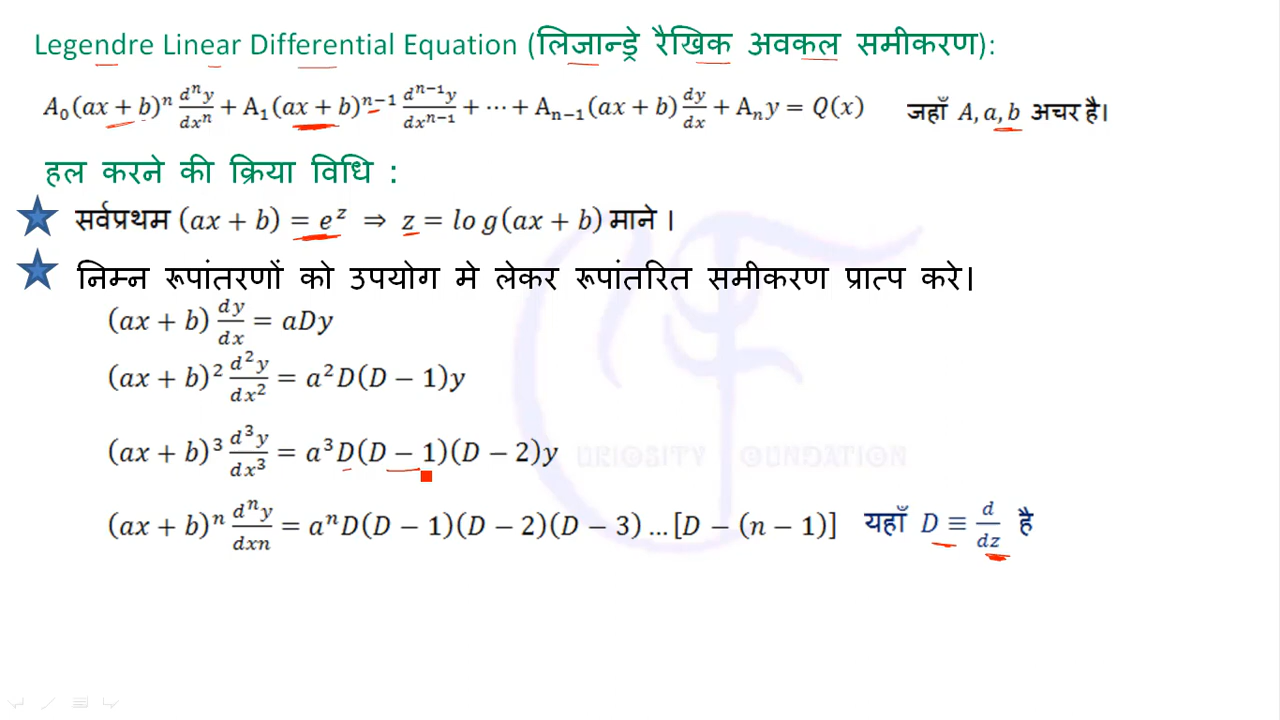 Legendre Linear Differential Equation (लिजान्ड्रे रैखिक अवकल समीकरण):
A₀(ax + b)ⁿ dⁿy/dxⁿ + A₁(ax + b)ⁿ⁻¹ dⁿ⁻¹y/dxⁿ⁻¹ + ⋯ + Aₙ₋₁(ax + b) dy/dx + Aₙy = Q(x) जहाँ A, a, b अचर है।
हल करने की क्रिया विधि :
सर्वप्रथम (ax + b) = eᶻ ⇒ z = log(ax + b) माने ।
निम्न रूपांतरणों को उपयोग मे लेकर रूपांतरित समीकरण प्रात्प करे।
(ax + b) dy/dx = aDy
(ax + b)² d²y/dx² = a²D(D − 1)y
(ax + b)³ d³y/dx³ = a³D(D − 1)(D − 2)y
URIOSITY FOUNDATION
(ax + b)ⁿ dⁿy/dxn = aⁿD(D − 1)(D − 2)(D − 3) … [D − (n − 1)] यहाँ D ≡ d/dz है